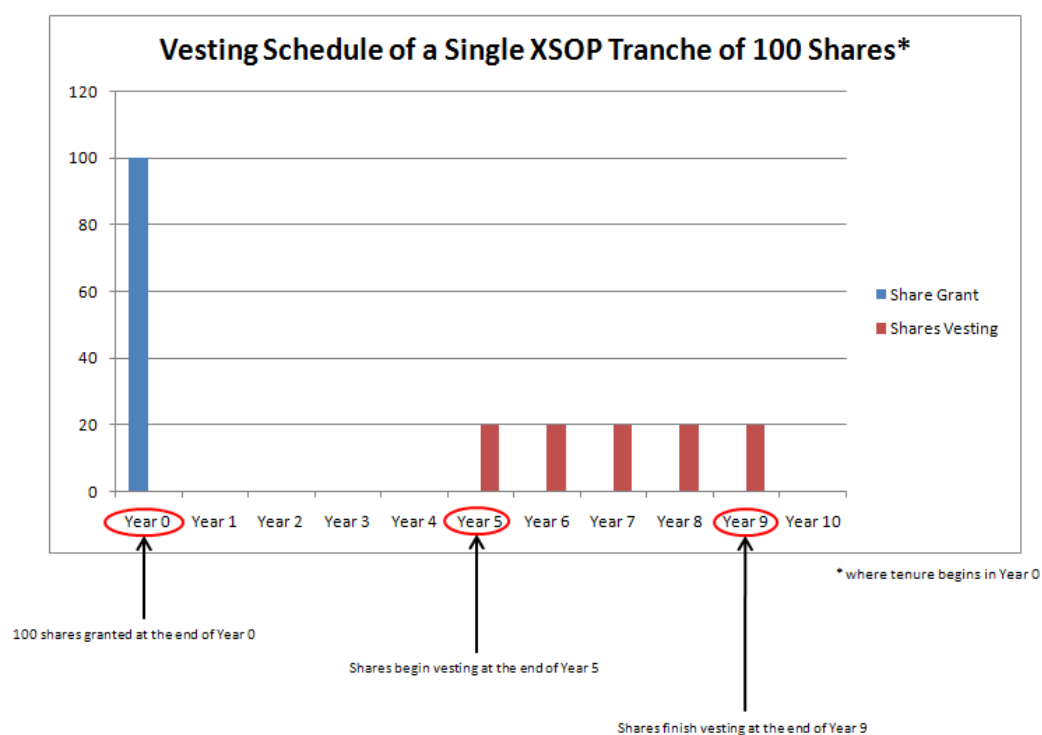 Vesting Schedule of a Single XSOP Tranche of 100 Shares*
120
100
80
60
40
20
0
Year 0 Year 1 Year 2 Year 3 Year 4 Year 5 Year 6 Year 7 Year 8 Year 9 Year 10
Share Grant
Shares Vesting
* where tenure begins in Year 0
100 shares granted at the end of Year 0
Shares begin vesting at the end of Year 5
Shares finish vesting at the end of Year 9